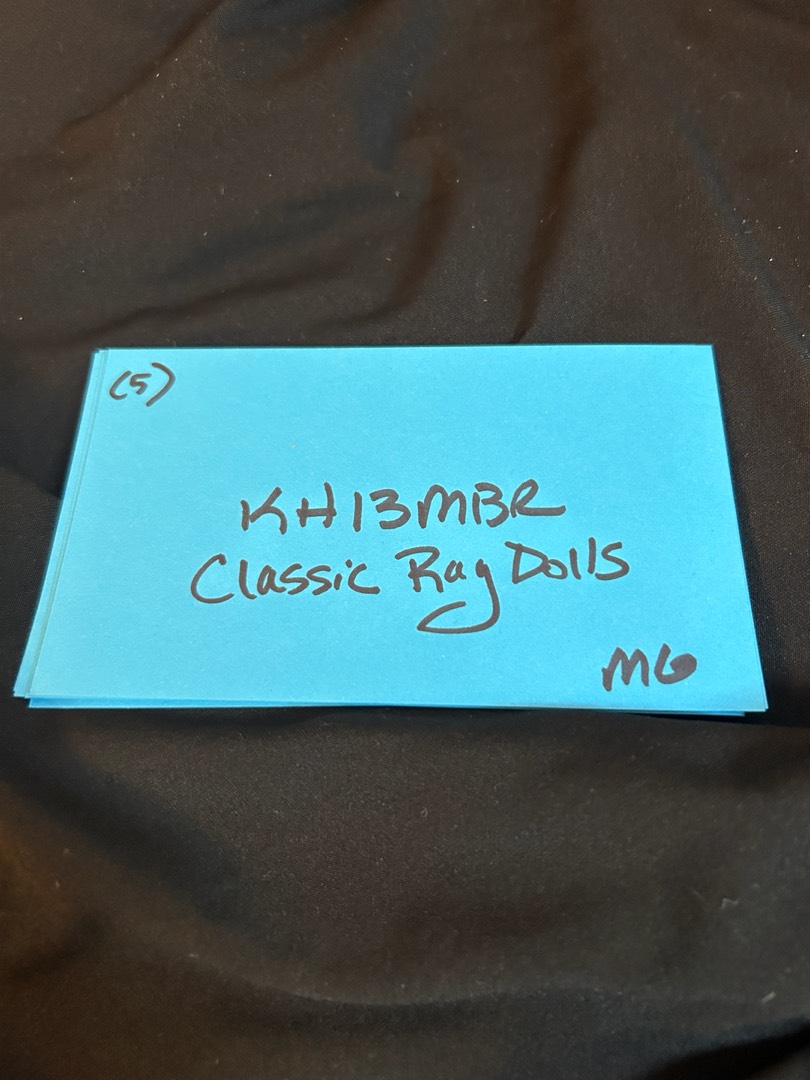 (5)
KH13MBR
Classic Rag Dolls
MG